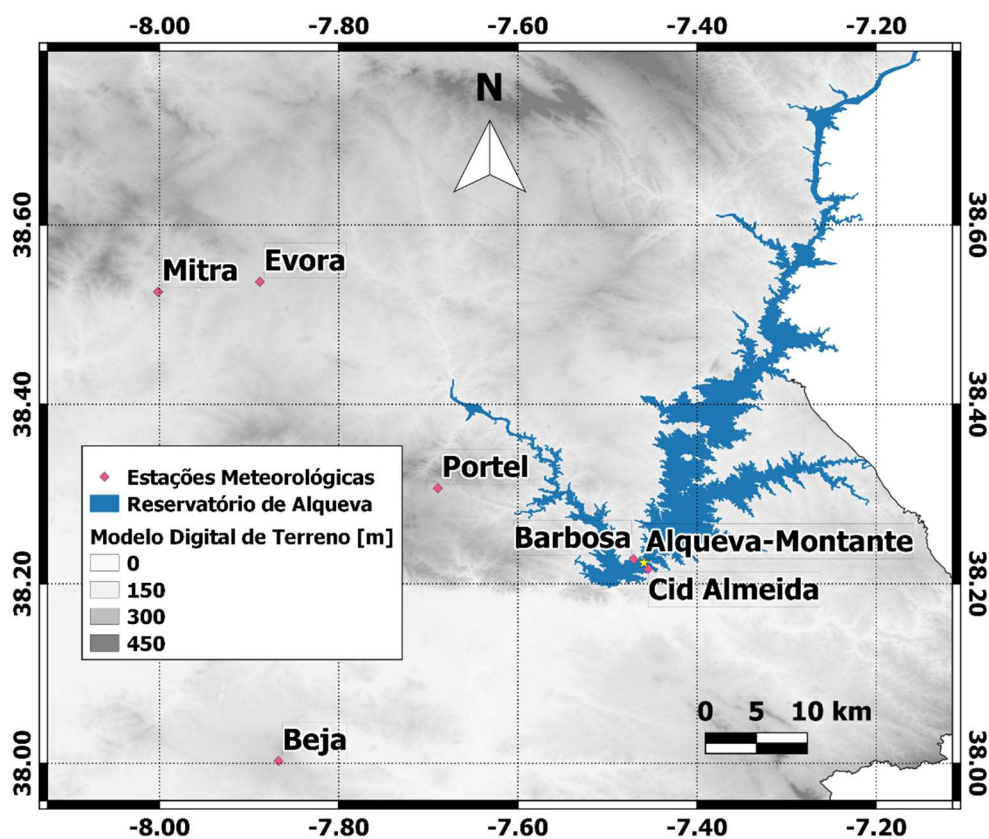 -8.00 -7.80 -7.60 -7.40 -7.20
N
38.60 38.60
Mitra Evora
38.40 38.40
Portel
Estações Meteorológicas
Reservatório de Alqueva
Modelo Digital de Terreno [m]
0
150
300
450
Barbosa Alqueva-Montante
Cid Almeida
38.20 38.20
0 5 10 km
Beja
38.00 38.00
-8.00 -7.80 -7.60 -7.40 -7.20